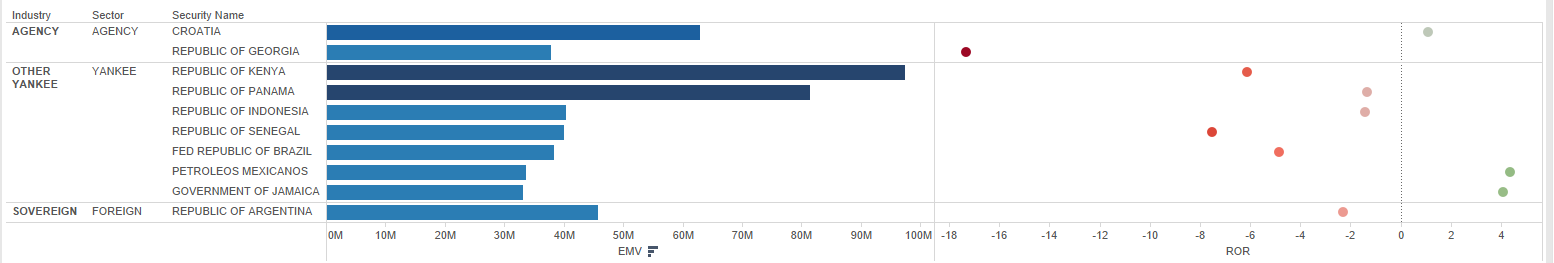 Industry Sector Security Name
AGENCY AGENCY CROATIA
REPUBLIC OF GEORGIA
OTHER YANKEE REPUBLIC OF KENYA
YANKEE
REPUBLIC OF PANAMA
REPUBLIC OF INDONESIA
REPUBLIC OF SENEGAL
FED REPUBLIC OF BRAZIL
PETROLEOS MEXICANOS
GOVERNMENT OF JAMAICA
SOVEREIGN FOREIGN REPUBLIC OF ARGENTINA
0M 10M 20M 30M 40M 50M 60M 70M 80M 90M 100M -18 -16 -14 -12 -10 -8 -6 -4 -2 0 2 4
EMV ROR